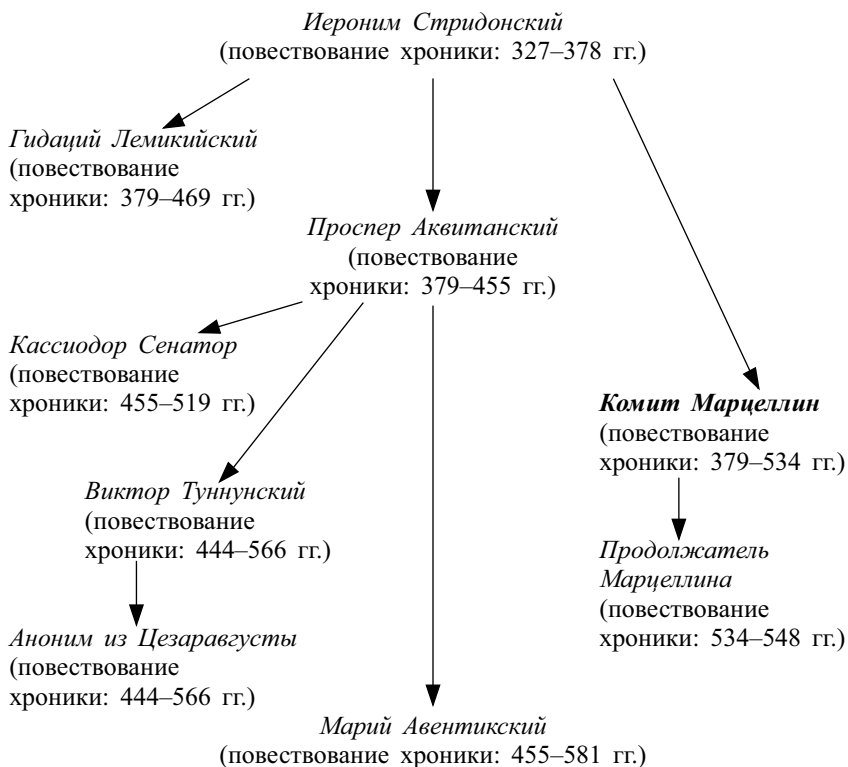 Иероним Стридонский
(повествование хроники: 327–378 гг.)
Гидаций Лемикийский
(повествование
хроники: 379–469 гг.)
Проспер Аквитанский
(повествование
хроники: 379–455 гг.)
Кассиодор Сенатор
(повествование
хроники: 455–519 гг.)
Комит Марцеллин
(повествование
хроники: 379–534 гг.)
Виктор Туннунский
(повествование
хроники: 444–566 гг.)
Продолжатель
Марцеллина
(повествование
хроники: 534–548 гг.)
Аноним из Цезаравгусты
(повествование
хроники: 444–566 гг.)
Марий Авентикский
(повествование хроники: 455–581 гг.)